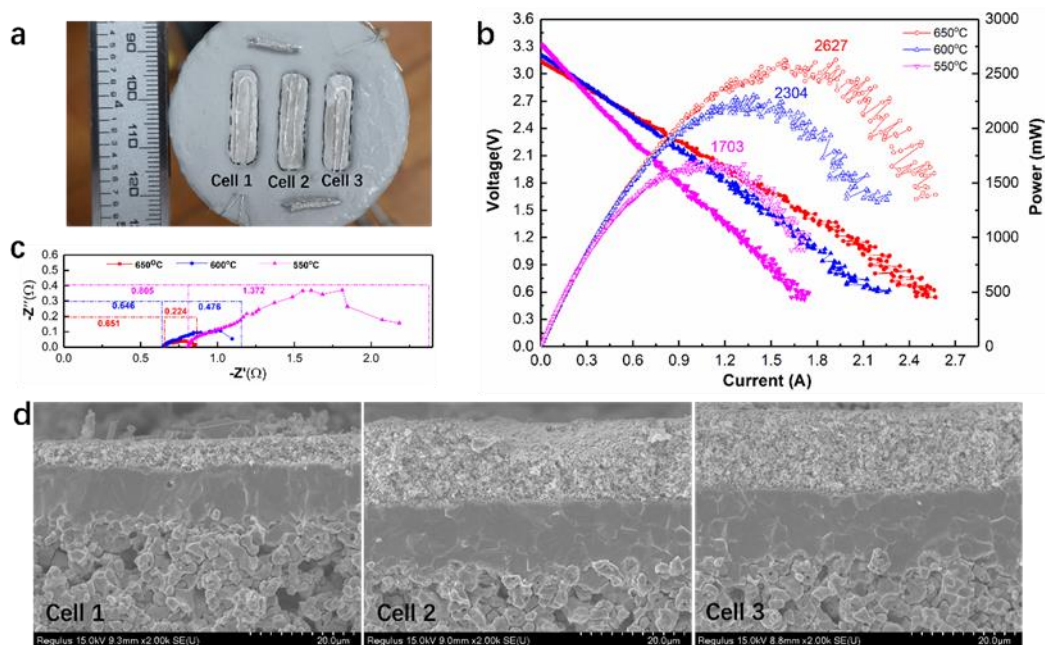 a
90
100
4
110
120
Cell 1
Cell 2
Cell 3
b
650°C
600°C
550°C
2627
2304
1703
3.6
3.3
3.0
2.7
2.4
2.1
1.8
1.5
1.2
0.9
0.6
0.3
0.0
Voltage(V)
3000
2500
2000
1500
1000
500
0
Power (mW)
0.0 0.3 0.6 0.9 1.2 1.5 1.8 2.1 2.4 2.7
Current (A)
c
650°C 600°C 550°C
0.6
0.5
0.4
0.3
0.2
0.1
0.0
-Z''(Ω)
0.805 1.372
0.646 0.476
0.651 0.224
0.0 0.5 1.0 1.5 2.0
-Z'(Ω)
d
Cell 1
Regulus 15.0kV 9.3mm x2.00k SE(U) 20.0µm
Cell 2
Regulus 15.0kV 9.0mm x2.00k SE(U) 20.0µm
Cell 3
Regulus 15.0kV 8.8mm x2.00k SE(U) 20.0µm